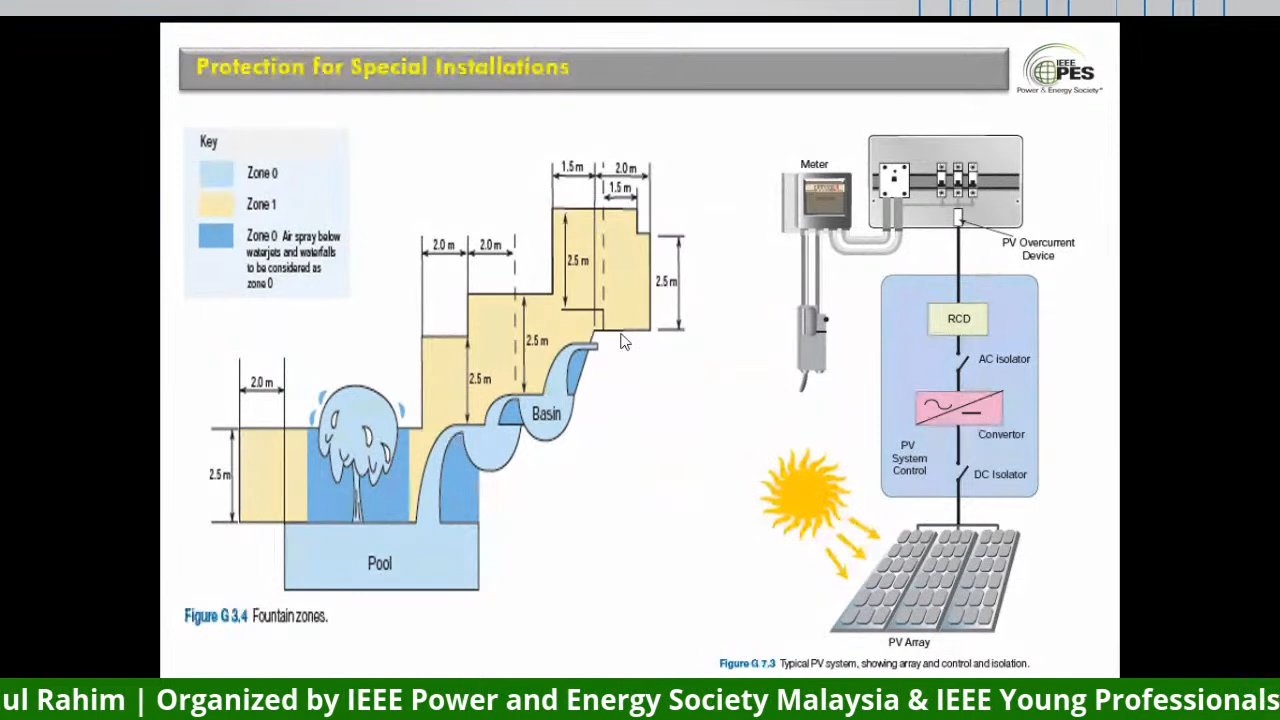 Protection for Special Installations
IEEE
PES
Power & Energy Society®
Key
Zone 0
Zone 1
Zone 0 Air spray below
waterjets and waterfalls
to be considered as
zone 0
1.5 m
2.0 m
1.5 m
2.0 m
2.0 m
2.5 m
2.5 m
2.5 m
2.5 m
2.0 m
2.5 m
Basin
Pool
Figure G 3.4 Fountain zones.
Meter
PV Overcurrent
Device
RCD
AC isolator
Convertor
PV
System
Control
DC Isolator
PV Array
Figure G 7.3 Typical PV system, showing array and control and isolation.
ul Rahim | Organized by IEEE Power and Energy Society Malaysia & IEEE Young Professionals